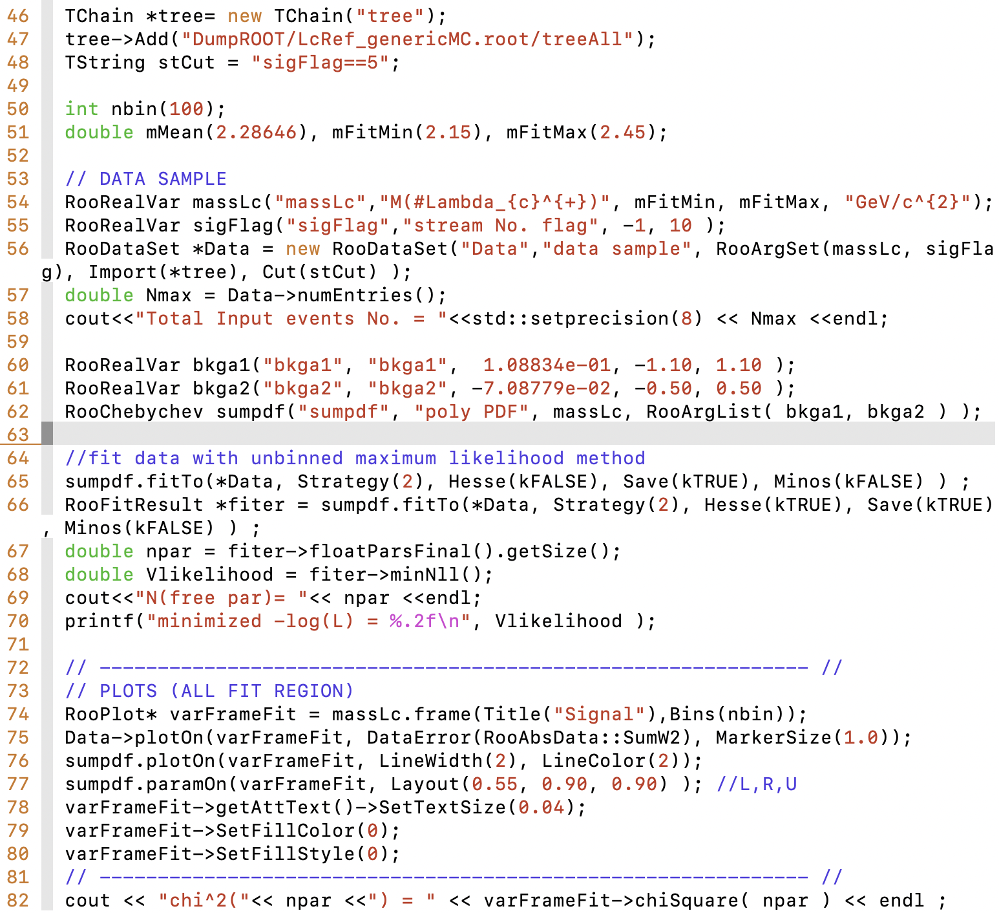 46 TChain *tree= new TChain("tree");
47 tree->Add("DumpROOT/LcRef_genericMC.root/treeAll");
48 TString stCut = "sigFlag==5";
49
50 int nbin(100);
51 double mMean(2.28646), mFitMin(2.15), mFitMax(2.45);
52
53 // DATA SAMPLE
54 RooRealVar massLc("massLc","M(#Lambda_{c}^{+})", mFitMin, mFitMax, "GeV/c^{2}");
55 RooRealVar sigFlag("sigFlag","stream No. flag", -1, 10 );
56 RooDataSet *Data = new RooDataSet("Data","data sample", RooArgSet(massLc, sigFla
g), Import(*tree), Cut(stCut) );
57 double Nmax = Data->numEntries();
58 cout<<"Total Input events No. = "<<std::setprecision(8) << Nmax <<endl;
59
60 RooRealVar bkga1("bkga1", "bkga1",  1.08834e-01, -1.10, 1.10 );
61 RooRealVar bkga2("bkga2", "bkga2", -7.08779e-02, -0.50, 0.50 );
62 RooChebychev sumpdf("sumpdf", "poly PDF", massLc, RooArgList( bkga1, bkga2 ) );
63
64 //fit data with unbinned maximum likelihood method
65 sumpdf.fitTo(*Data, Strategy(2), Hesse(kFALSE), Save(kTRUE), Minos(kFALSE) ) ;
66 RooFitResult *fiter = sumpdf.fitTo(*Data, Strategy(2), Hesse(kTRUE), Save(kTRUE)
, Minos(kFALSE) ) ;
67 double npar = fiter->floatParsFinal().getSize();
68 double Vlikelihood = fiter->minNll();
69 cout<<"N(free par)= "<< npar <<endl;
70 printf("minimized -log(L) = %.2f\n", Vlikelihood );
71
72 // ------------------------------------------------------------- //
73 // PLOTS (ALL FIT REGION)
74 RooPlot* varFrameFit = massLc.frame(Title("Signal"),Bins(nbin));
75 Data->plotOn(varFrameFit, DataError(RooAbsData::SumW2), MarkerSize(1.0));
76 sumpdf.plotOn(varFrameFit, LineWidth(2), LineColor(2));
77 sumpdf.paramOn(varFrameFit, Layout(0.55, 0.90, 0.90) ); //L,R,U
78 varFrameFit->getAttText()->SetTextSize(0.04);
79 varFrameFit->SetFillColor(0);
80 varFrameFit->SetFillStyle(0);
81 // ------------------------------------------------------------- //
82 cout << "chi^2("<< npar <<") = " << varFrameFit->chiSquare( npar ) << endl ;